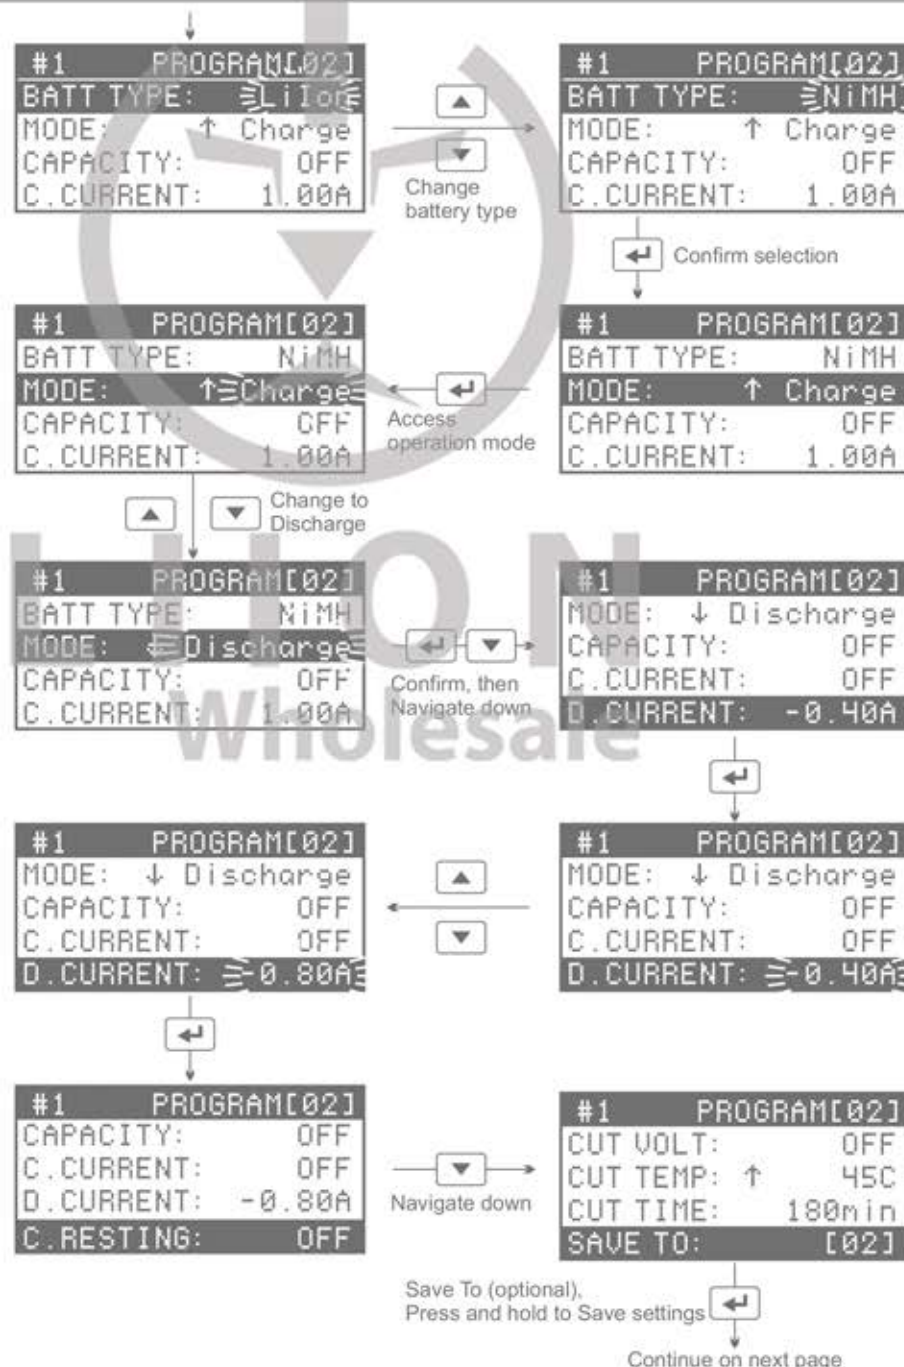 #1 PROGRAM[02]
BATT TYPE: LiIon
MODE: ↑ Charge
CAPACITY: OFF
C.CURRENT: 1.00A
Change
battery type
#1 PROGRAM[02]
BATT TYPE: NiMH
MODE: ↑ Charge
CAPACITY: OFF
C.CURRENT: 1.00A
Confirm selection
#1 PROGRAM[02]
BATT TYPE: NiMH
MODE: ↑ Charge
CAPACITY: OFF
C.CURRENT: 1.00A
Access
operation mode
#1 PROGRAM[02]
BATT TYPE: NiMH
MODE: ↑ Charge
CAPACITY: OFF
C.CURRENT: 1.00A
Change to
Discharge
#1 PROGRAM[02]
BATT TYPE: NiMH
MODE: Discharge
CAPACITY: OFF
C.CURRENT: 1.00A
Confirm, then
Navigate down
#1 PROGRAM[02]
MODE: ↓ Discharge
CAPACITY: OFF
C.CURRENT: OFF
D.CURRENT: -0.40A
LIION
Wholesale
#1 PROGRAM[02]
MODE: ↓ Discharge
CAPACITY: OFF
C.CURRENT: OFF
D.CURRENT: -0.40A
#1 PROGRAM[02]
MODE: ↓ Discharge
CAPACITY: OFF
C.CURRENT: OFF
D.CURRENT: -0.80A
#1 PROGRAM[02]
CAPACITY: OFF
C.CURRENT: OFF
D.CURRENT: -0.80A
C.RESTING: OFF
Navigate down
#1 PROGRAM[02]
CUT VOLT: OFF
CUT TEMP: ↑ 45C
CUT TIME: 180min
SAVE TO: [02]
Save To (optional),
Press and hold to Save settings
Continue on next page